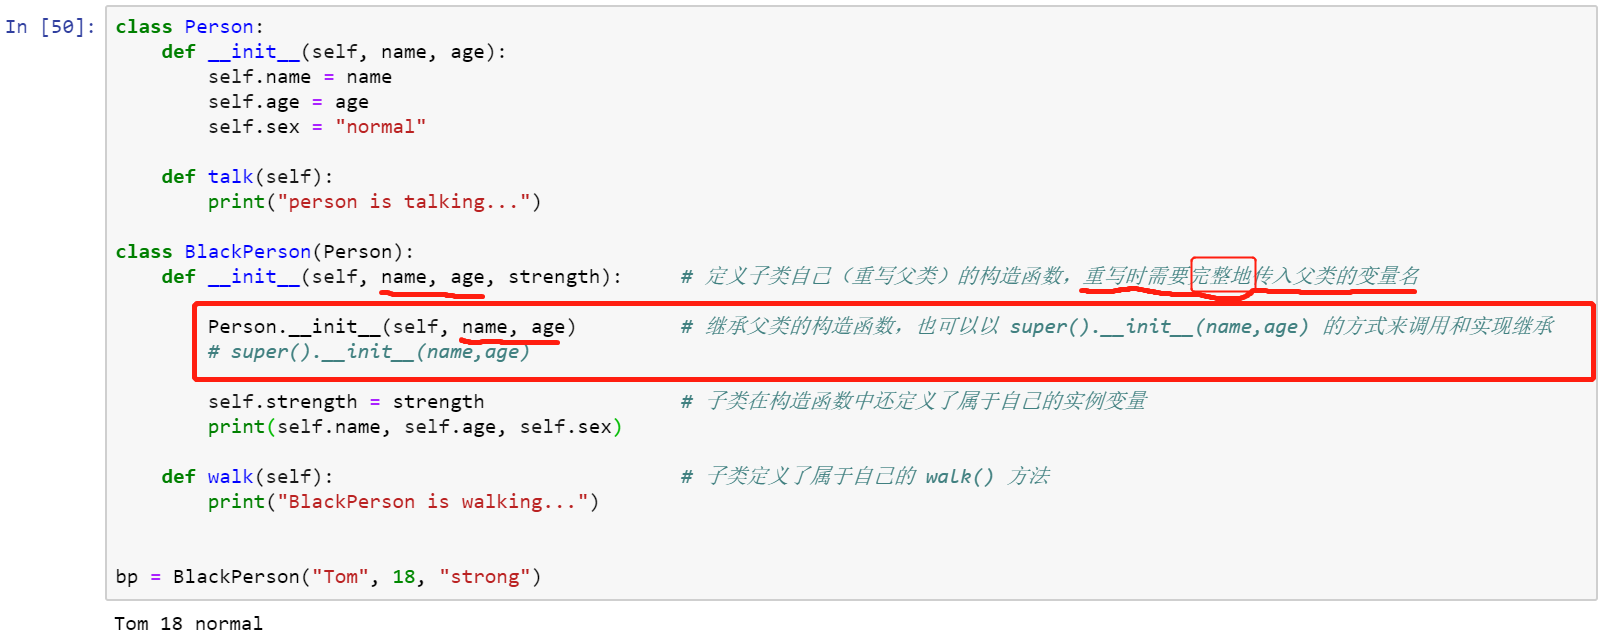 In [50]:
class Person:
    def __init__(self, name, age):
        self.name = name
        self.age = age
        self.sex = "normal"
    def talk(self):
        print("person is talking...")
class BlackPerson(Person):
    def __init__(self, name, age, strength):     # 定义子类自己（重写父类）的构造函数，重写时需要完整地传入父类的变量名
        Person.__init__(self, name, age)         # 继承父类的构造函数，也可以以 super().__init__(name,age) 的方式来调用和实现继承
        # super().__init__(name,age)
        self.strength = strength                 # 子类在构造函数中还定义了属于自己的实例变量
        print(self.name, self.age, self.sex)
    def walk(self):                              # 子类定义了属于自己的 walk() 方法
        print("BlackPerson is walking...")
bp = BlackPerson("Tom", 18, "strong")
Tom 18 normal